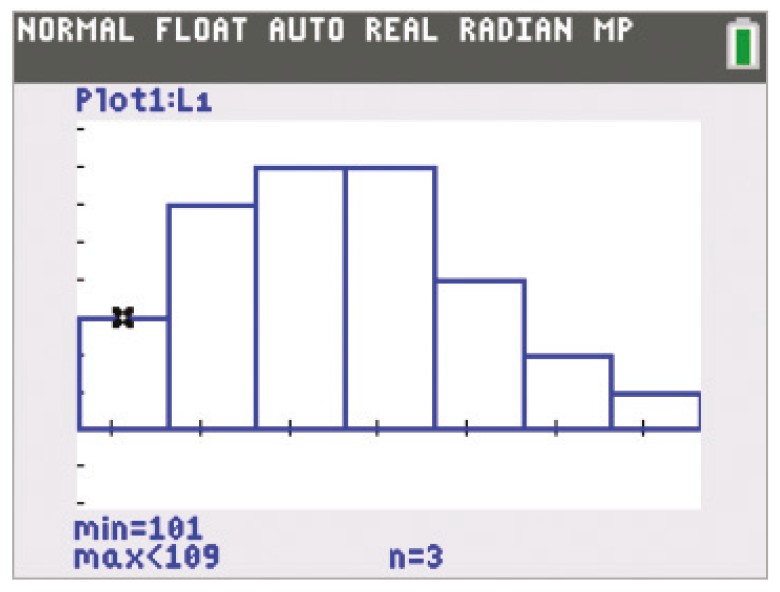 NORMAL FLOAT AUTO REAL RADIAN MP
Plot1:L1
min=101
max<109 n=3